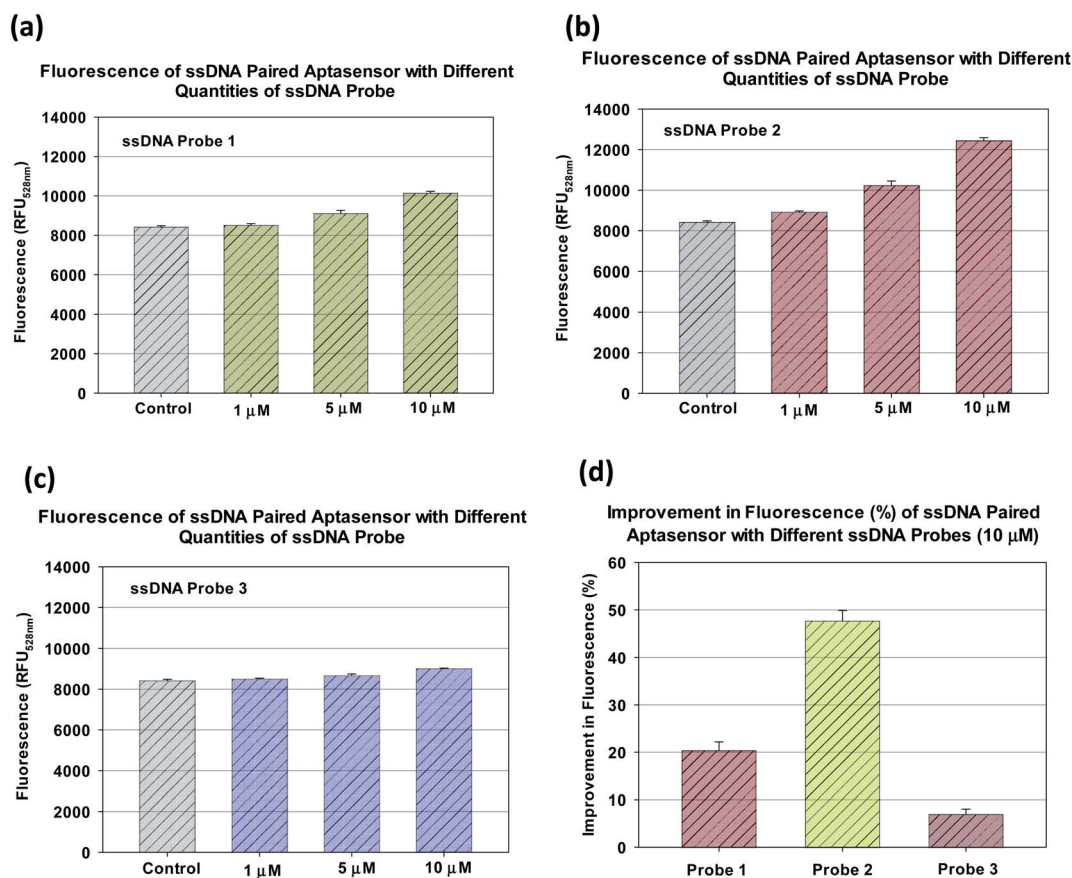 (a)
Fluorescence of ssDNA Paired Aptasensor with Different
Quantities of ssDNA Probe
ssDNA Probe 1
Fluorescence (RFU528nm)
14000
12000
10000
8000
6000
4000
2000
0
Control 1 μM 5 μM 10 μM
(b)
Fluorescence of ssDNA Paired Aptasensor with Different
Quantities of ssDNA Probe
ssDNA Probe 2
Fluorescence (RFU528nm)
14000
12000
10000
8000
6000
4000
2000
0
Control 1 μM 5 μM 10 μM
(c)
Fluorescence of ssDNA Paired Aptasensor with Different
Quantities of ssDNA Probe
ssDNA Probe 3
Fluorescence (RFU528nm)
14000
12000
10000
8000
6000
4000
2000
0
Control 1 μM 5 μM 10 μM
(d)
Improvement in Fluorescence (%) of ssDNA Paired
Aptasensor with Different ssDNA Probes (10 μM)
Improvement in Fluorescence (%)
60
50
40
30
20
10
0
Probe 1 Probe 2 Probe 3